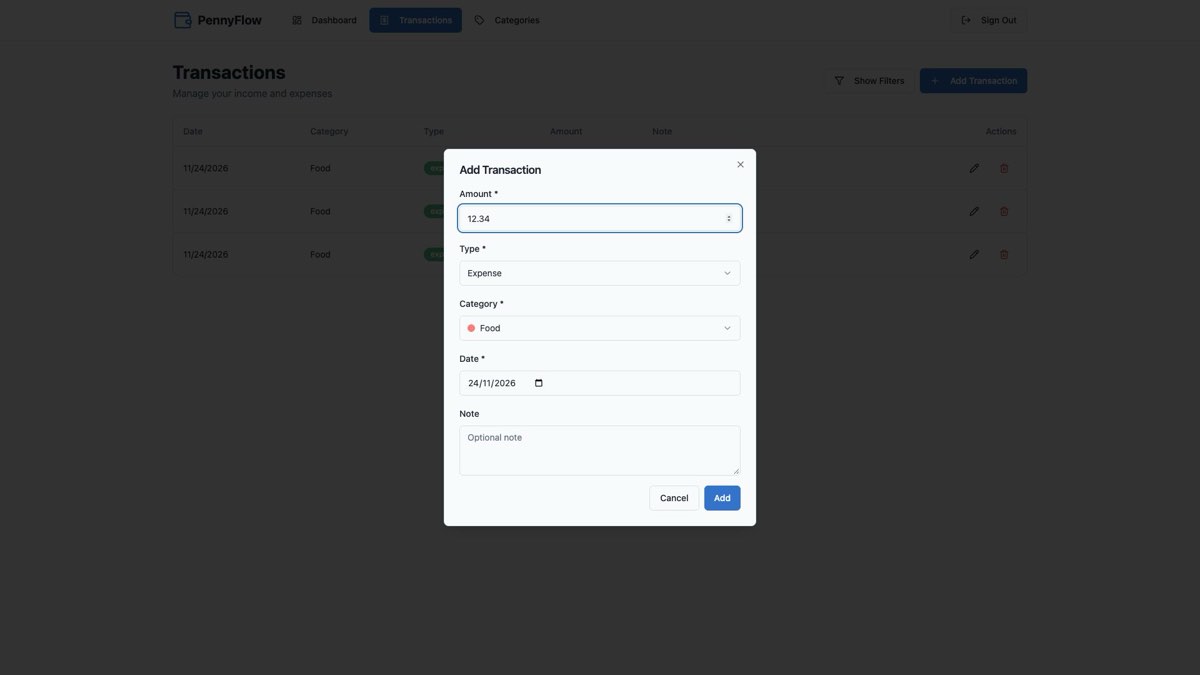 PennyFlow Dashboard Transactions Categories Sign Out
Transactions
Manage your income and expenses
Show Filters Add Transaction
Date Category Type Amount Note Actions
11/24/2026 Food
11/24/2026 Food
11/24/2026 Food
Add Transaction
Amount *
12.34
Type *
Expense
Category *
Food
Date *
24/11/2026
Note
Optional note
Cancel Add